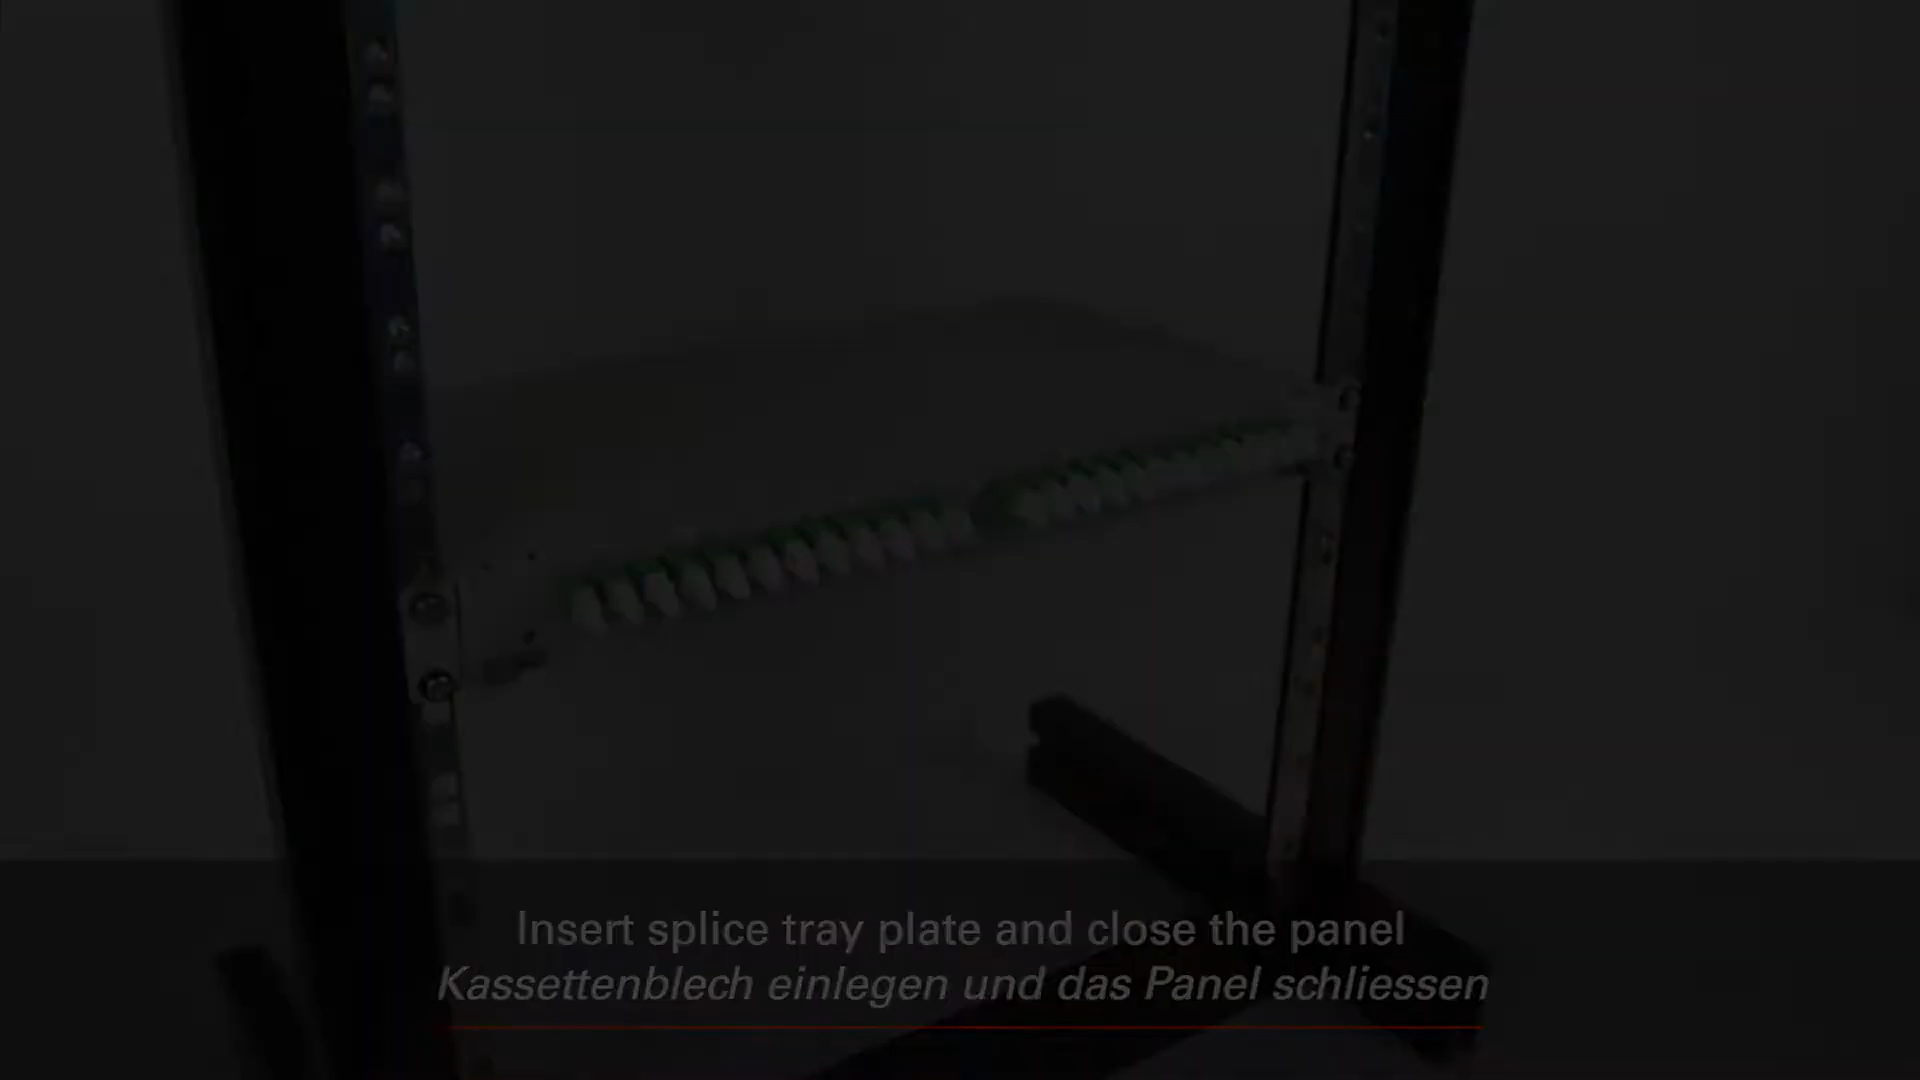 Insert splice tray plate and close the panel
Kassettenblech einlegen und das Panel schliessen